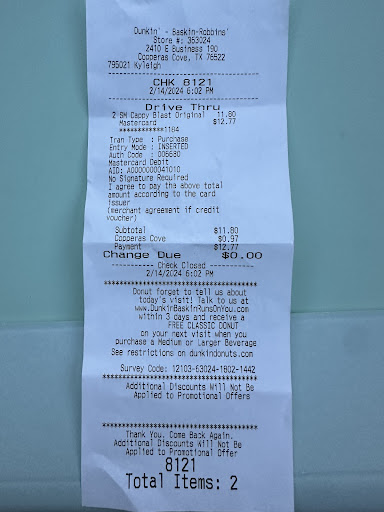 Dunkin' - Baskin-Robbins'
Store #: 363024
2410 E Business 190
Copperas Cove, TX 76522
795021 Kyleigh
CHK 8121
2/14/2024 6:02 PM
Drive Thru
2 SM Cappy Blast Original 11.80
Mastercard $12.77
************1184
Tran Type : Purchase
Entry Mode : INSERTED
Auth Code : 006680
Mastercard Debit
AID: A0000000041010
No Signature Required
I agree to pay the above total
amount according to the card
issuer
(merchant agreement if credit
voucher)
Subtotal $11.80
Copperas Cove $0.97
Payment $12.77
Change Due $0.00
---------- Check Closed ----------
2/14/2024 6:02 PM
************************************
Donut forget to tell us about
today's visit! Talk to us at
www.DunkinBaskinRunsOnYou.com
within 3 days and receive a
FREE CLASSIC DONUT
on your next visit when you
purchase a Medium or Larger Beverage
See restrictions on dunkindonuts.com
Survey Code: 12103-63024-1802-1442
************************************
Additional Discounts Will Not Be
Applied to Promotional Offers
************************************
Thank You. Come Back Again.
Additional Discounts Will Not Be
Applied to Promotional Offer
8121
Total Items: 2